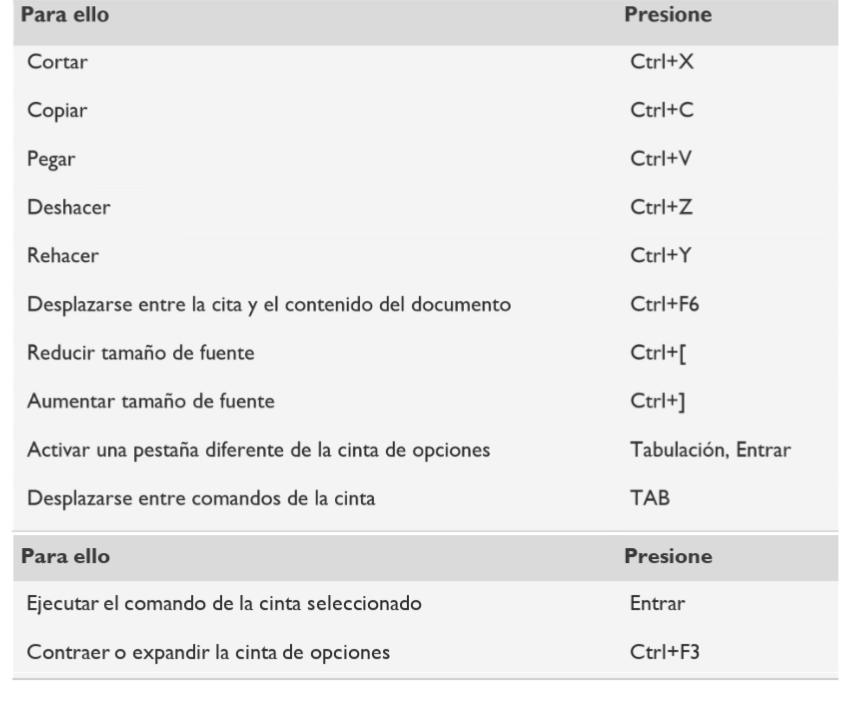 Para ello Presione
Cortar Ctrl+X
Copiar Ctrl+C
Pegar Ctrl+V
Deshacer Ctrl+Z
Rehacer Ctrl+Y
Desplazarse entre la cita y el contenido del documento Ctrl+F6
Reducir tamaño de fuente Ctrl+[
Aumentar tamaño de fuente Ctrl+]
Activar una pestaña diferente de la cinta de opciones Tabulación, Entrar
Desplazarse entre comandos de la cinta TAB
Para ello Presione
Ejecutar el comando de la cinta seleccionado Entrar
Contraer o expandir la cinta de opciones Ctrl+F3